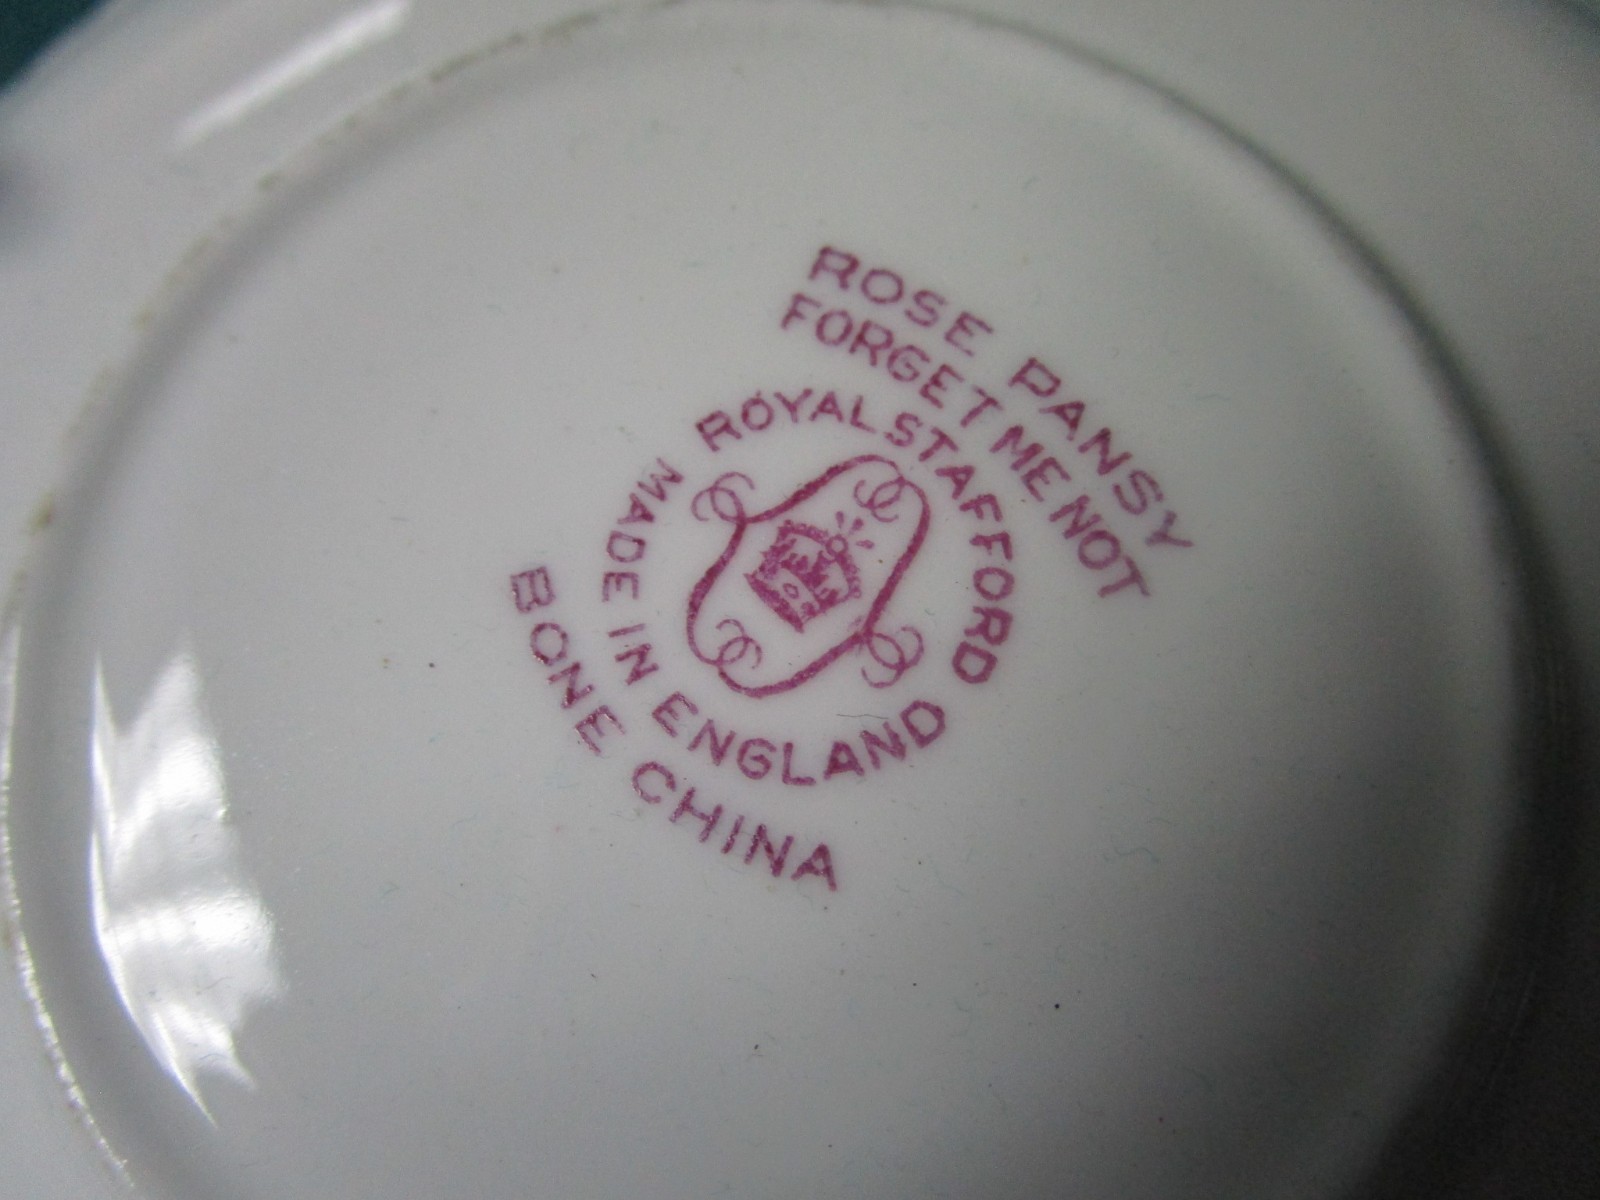 ROSE PANSY
FORGET ME NOT
ROYAL STAFFORD
MADE IN ENGLAND
BONE CHINA